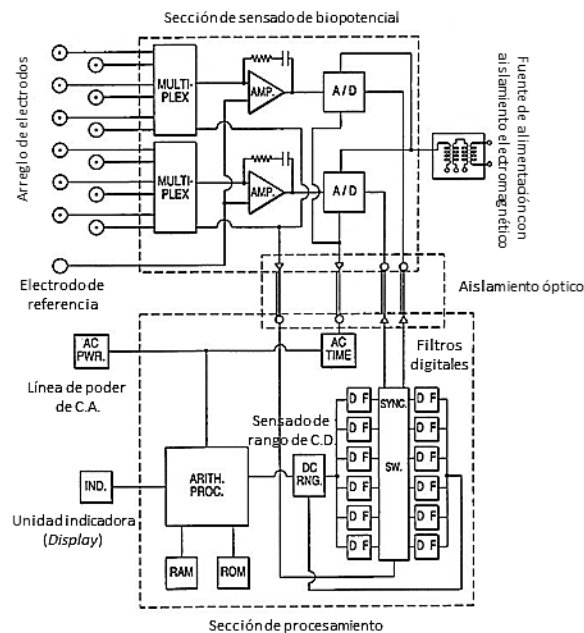 Sección de sensado de biopotencial
Arreglo de electrodos
MULTI-
PLEX
AMP.
A / D
MULTI-
PLEX
AMP.
A / D
Fuente de
alimentación con
aislamiento
electromagnético
Electrodo de
referencia
Aislamiento óptico
AC
PWR.
AC
TIME
Filtros
digitales
Línea de poder
de C.A.
Sensado de
rango de C.D.
D F
SYNC.
D F
D F
D F
D F
SW.
D F
D F
D F
D F
D F
D F
D F
ARITH.
PROC.
DC
RNG.
IND.
Unidad indicadora
(Display)
RAM
ROM
Sección de procesamiento